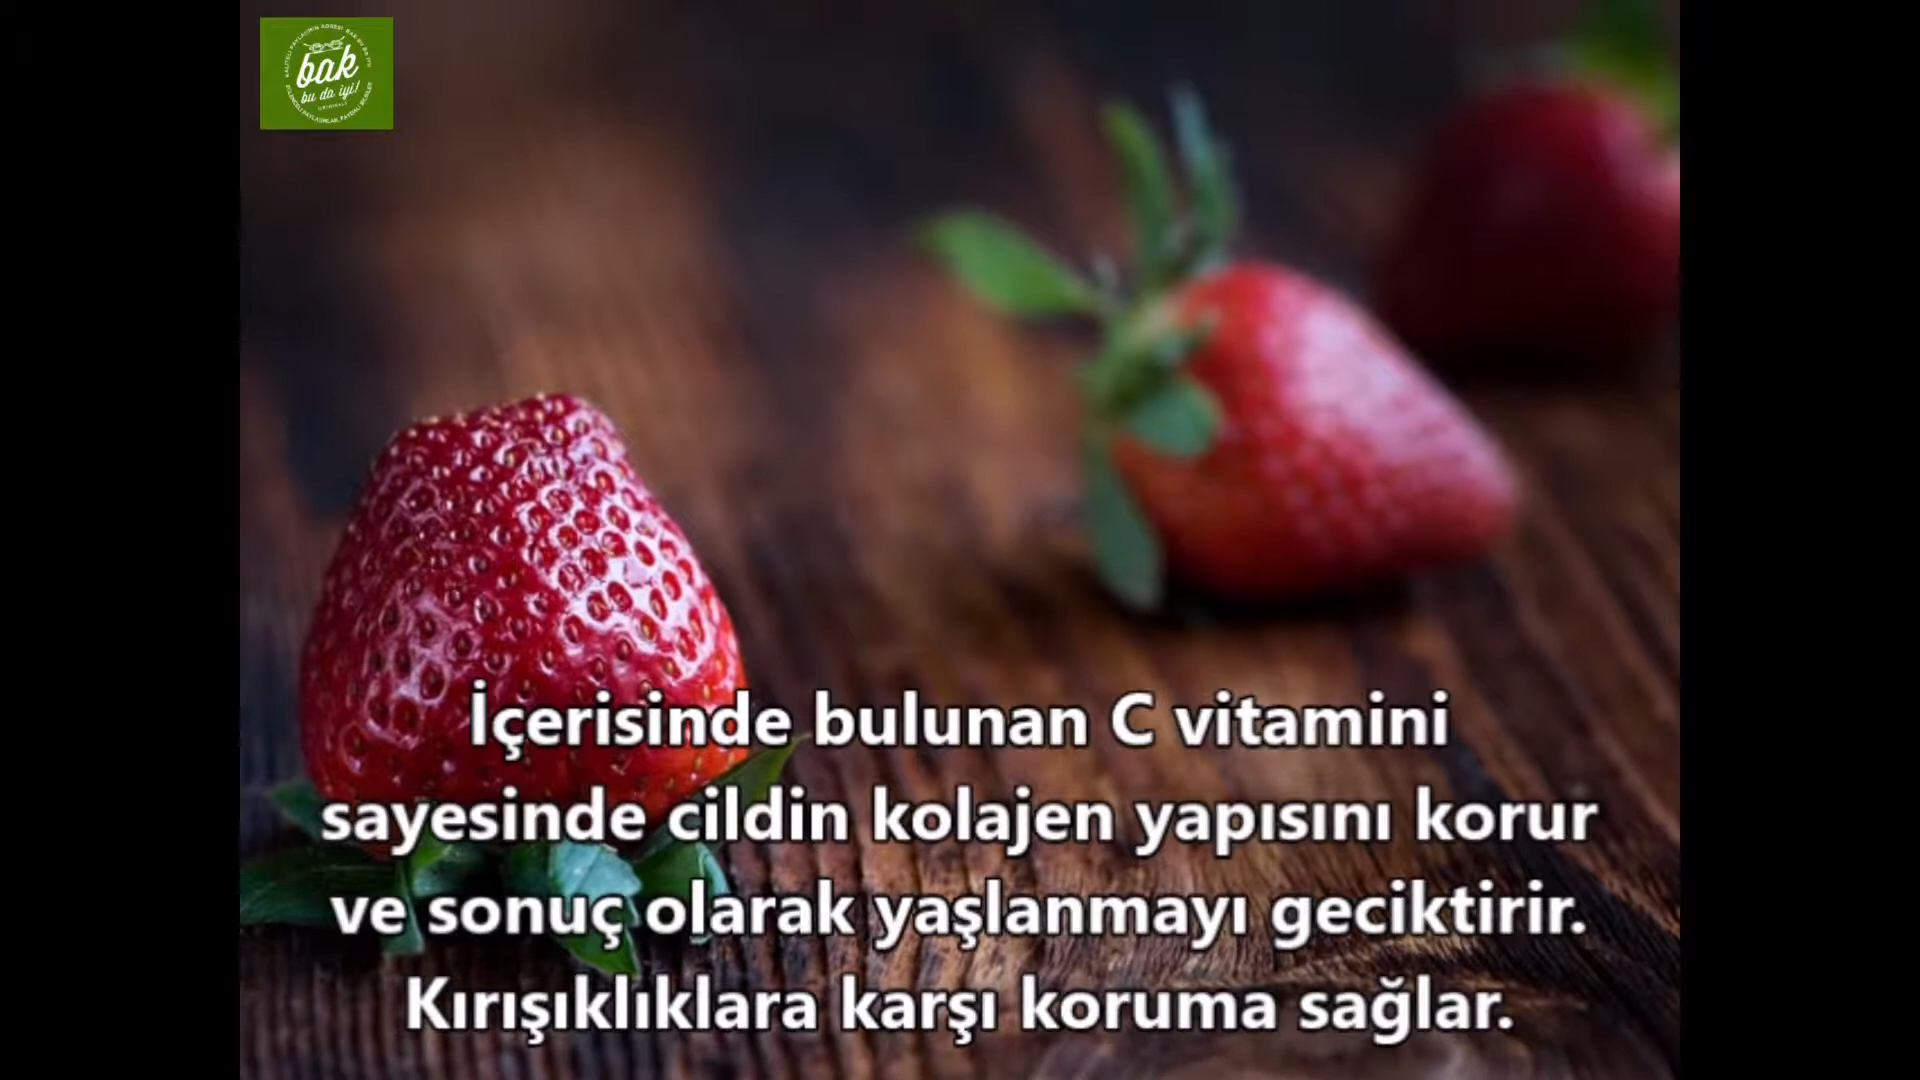 bak
bu da iyi!
İçerisinde bulunan C vitamini
sayesinde cildin kolajen yapısını korur
ve sonuç olarak yaşlanmayı geciktirir.
Kırışıklıklara karşı koruma sağlar.